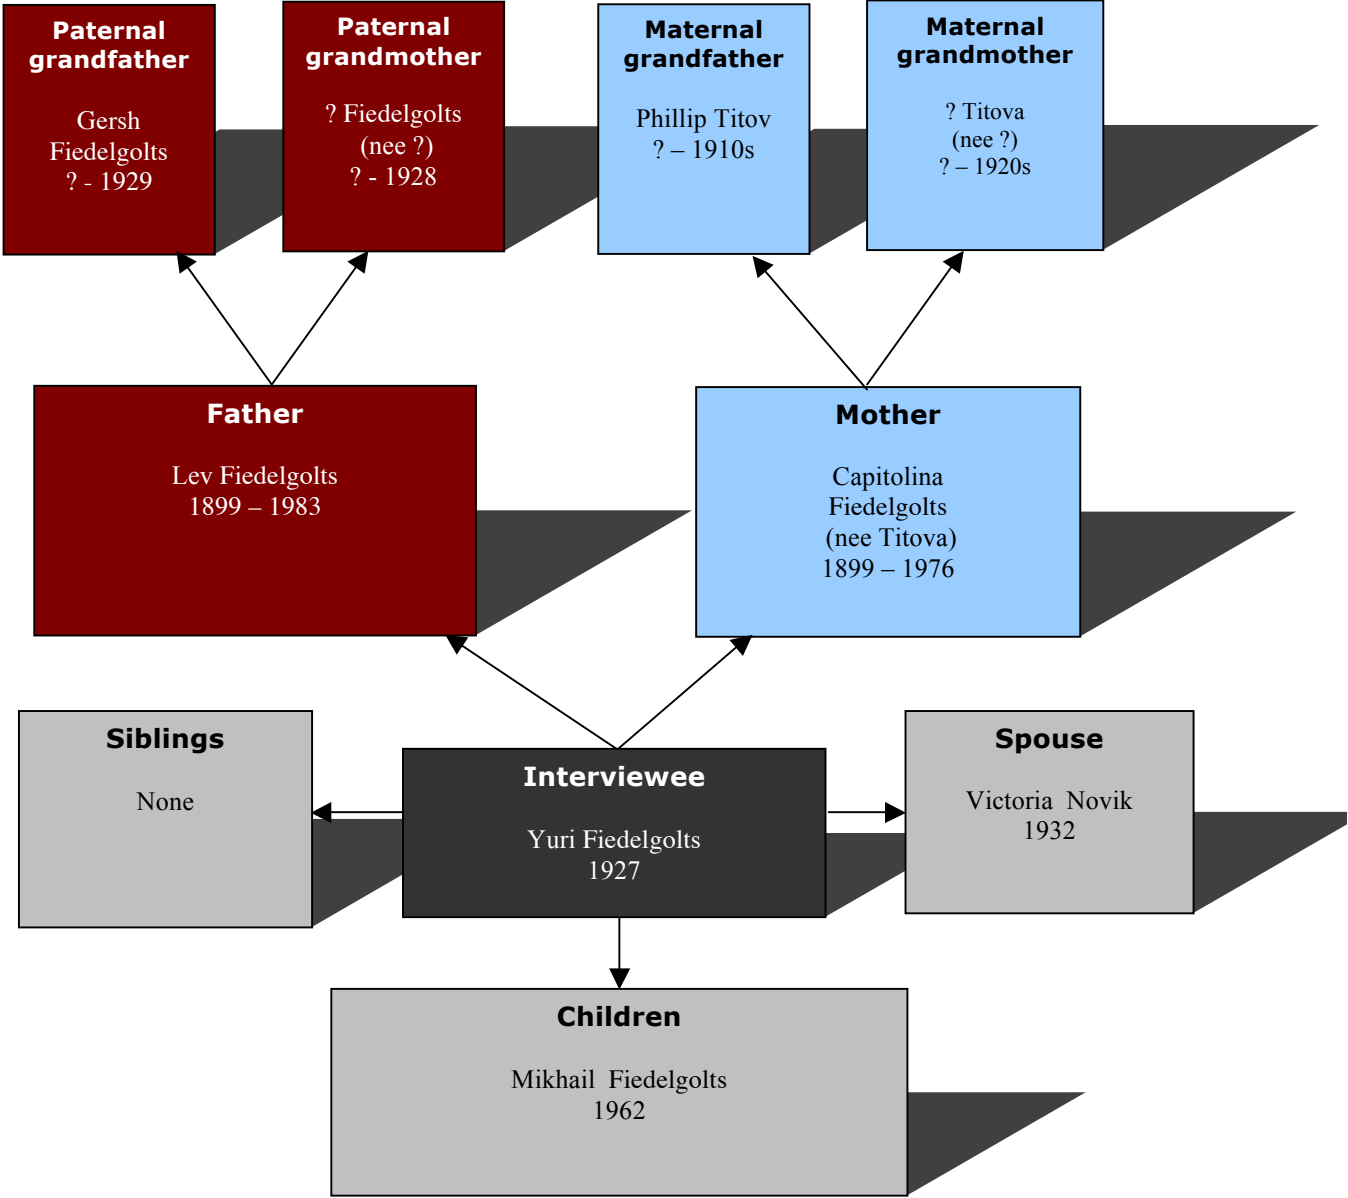 Paternal
grandfather
Gersh
Fiedelgolts
? - 1929
Paternal
grandmother
? Fiedelgolts
(nee ?)
? - 1928
Maternal
grandfather
Phillip Titov
? – 1910s
Maternal
grandmother
? Titova
(nee ?)
? – 1920s
Father
Lev Fiedelgolts
1899 – 1983
Mother
Capitolina
Fiedelgolts
(nee Titova)
1899 – 1976
Siblings
None
Interviewee
Yuri Fiedelgolts
1927
Spouse
Victoria Novik
1932
Children
Mikhail Fiedelgolts
1962